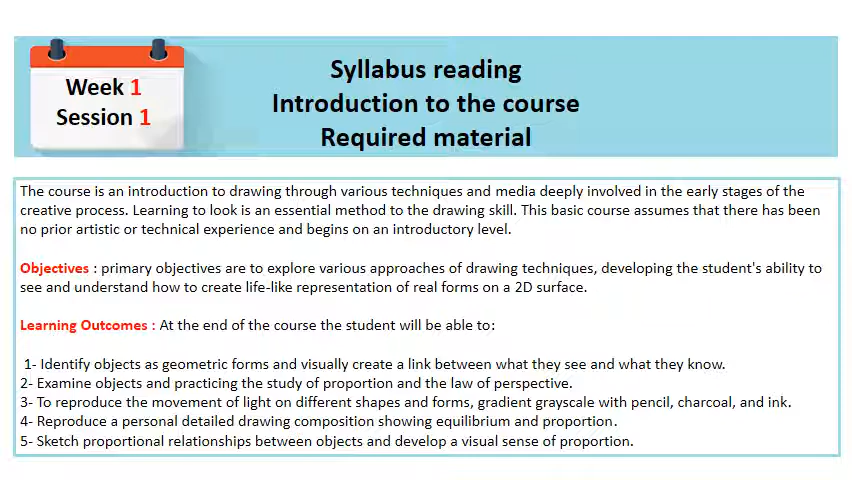 Week 1
Session 1
Syllabus reading
Introduction to the course
Required material
The course is an introduction to drawing through various techniques and media deeply involved in the early stages of the
creative process. Learning to look is an essential method to the drawing skill. This basic course assumes that there has been
no prior artistic or technical experience and begins on an introductory level.
Objectives : primary objectives are to explore various approaches of drawing techniques, developing the student's ability to
see and understand how to create life-like representation of real forms on a 2D surface.
Learning Outcomes : At the end of the course the student will be able to:
1- Identify objects as geometric forms and visually create a link between what they see and what they know.
2- Examine objects and practicing the study of proportion and the law of perspective.
3- To reproduce the movement of light on different shapes and forms, gradient grayscale with pencil, charcoal, and ink.
4- Reproduce a personal detailed drawing composition showing equilibrium and proportion.
5- Sketch proportional relationships between objects and develop a visual sense of proportion.